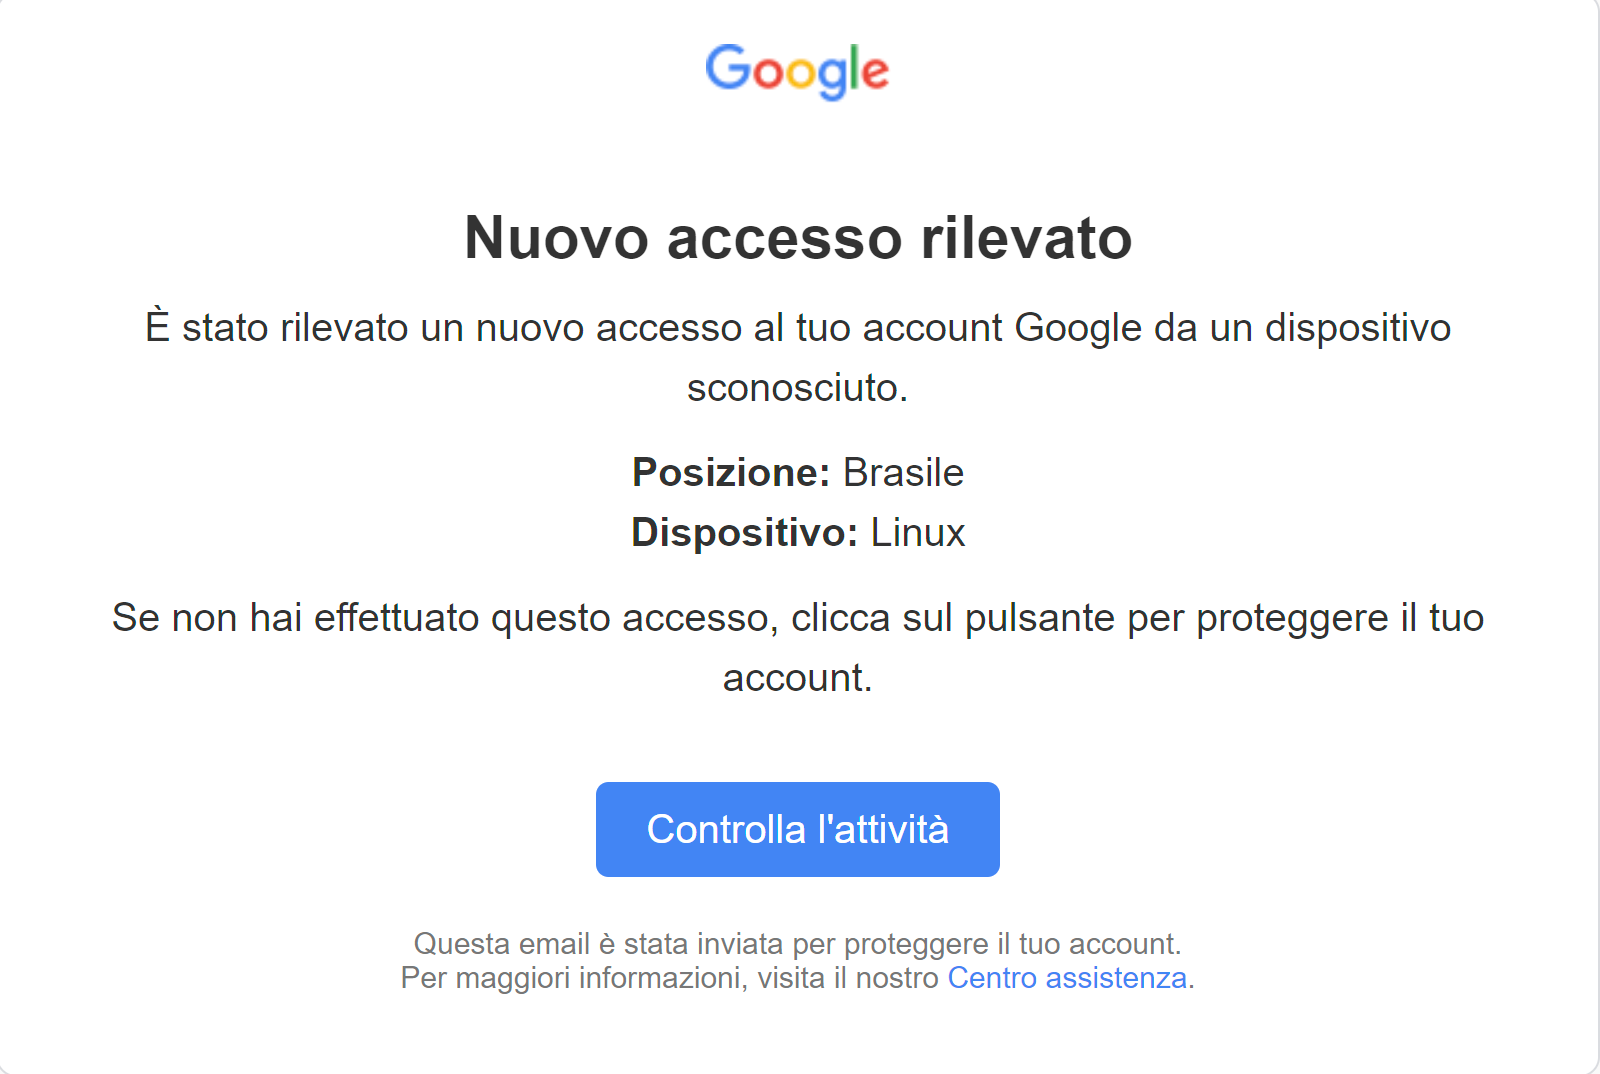 Google
Nuovo accesso rilevato
È stato rilevato un nuovo accesso al tuo account Google da un dispositivo
sconosciuto.
Posizione: Brasile
Dispositivo: Linux
Se non hai effettuato questo accesso, clicca sul pulsante per proteggere il tuo
account.
Controlla l'attività
Questa email è stata inviata per proteggere il tuo account.
Per maggiori informazioni, visita il nostro Centro assistenza.